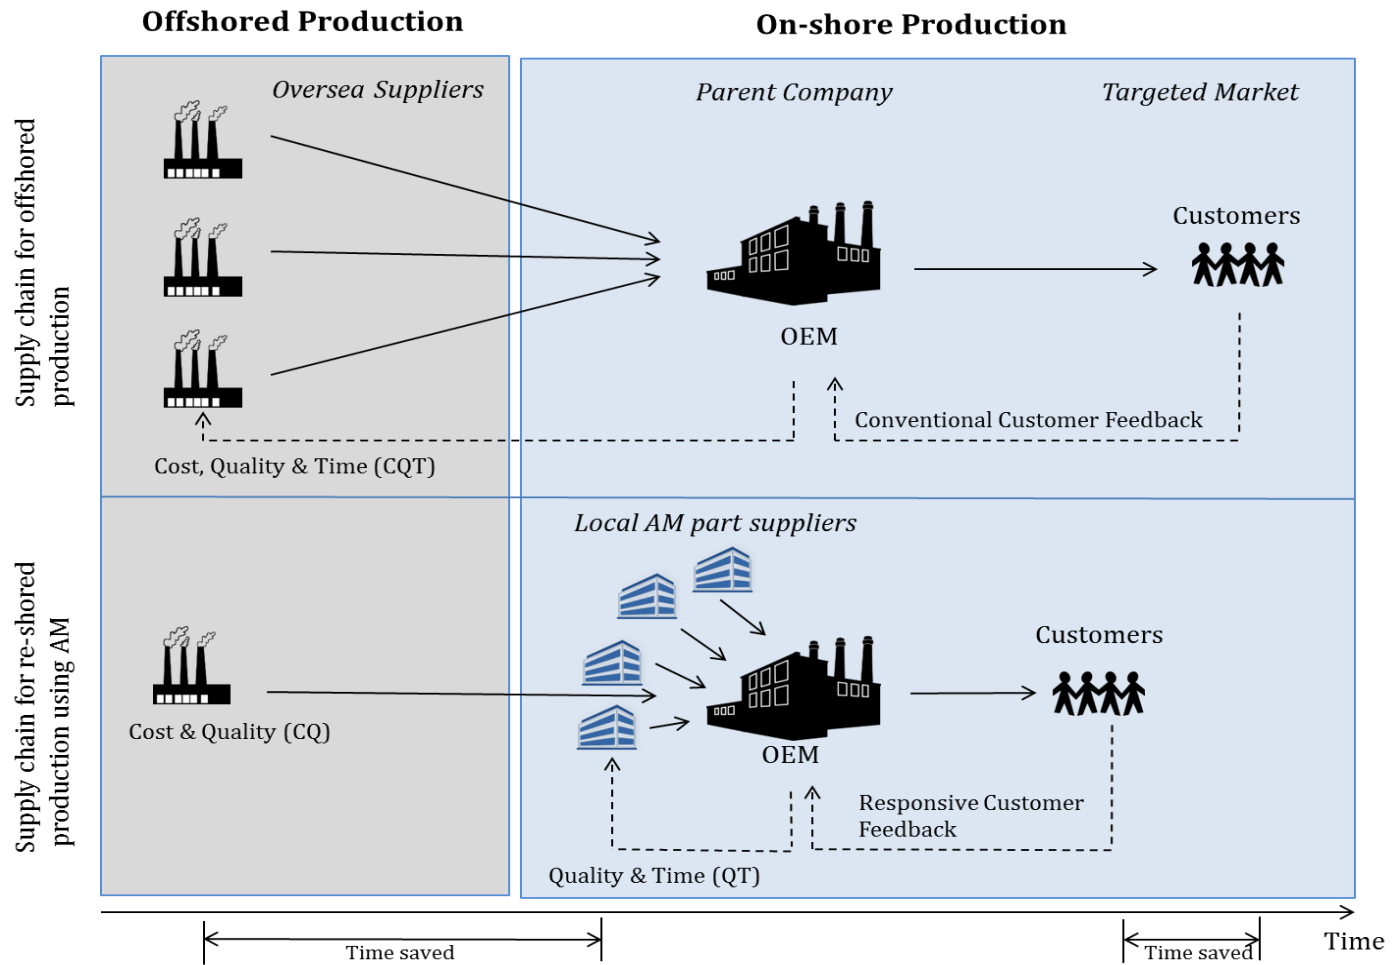 Offshored Production
On-shore Production
Supply chain for offshored
production
Oversea Suppliers
Parent Company
Targeted Market
Customers
OEM
Conventional Customer Feedback
Cost, Quality & Time (CQT)
Supply chain for re-shored
production using AM
Local AM part suppliers
Customers
Cost & Quality (CQ)
OEM
Responsive Customer
Feedback
Quality & Time (QT)
Time
Time saved
Time saved